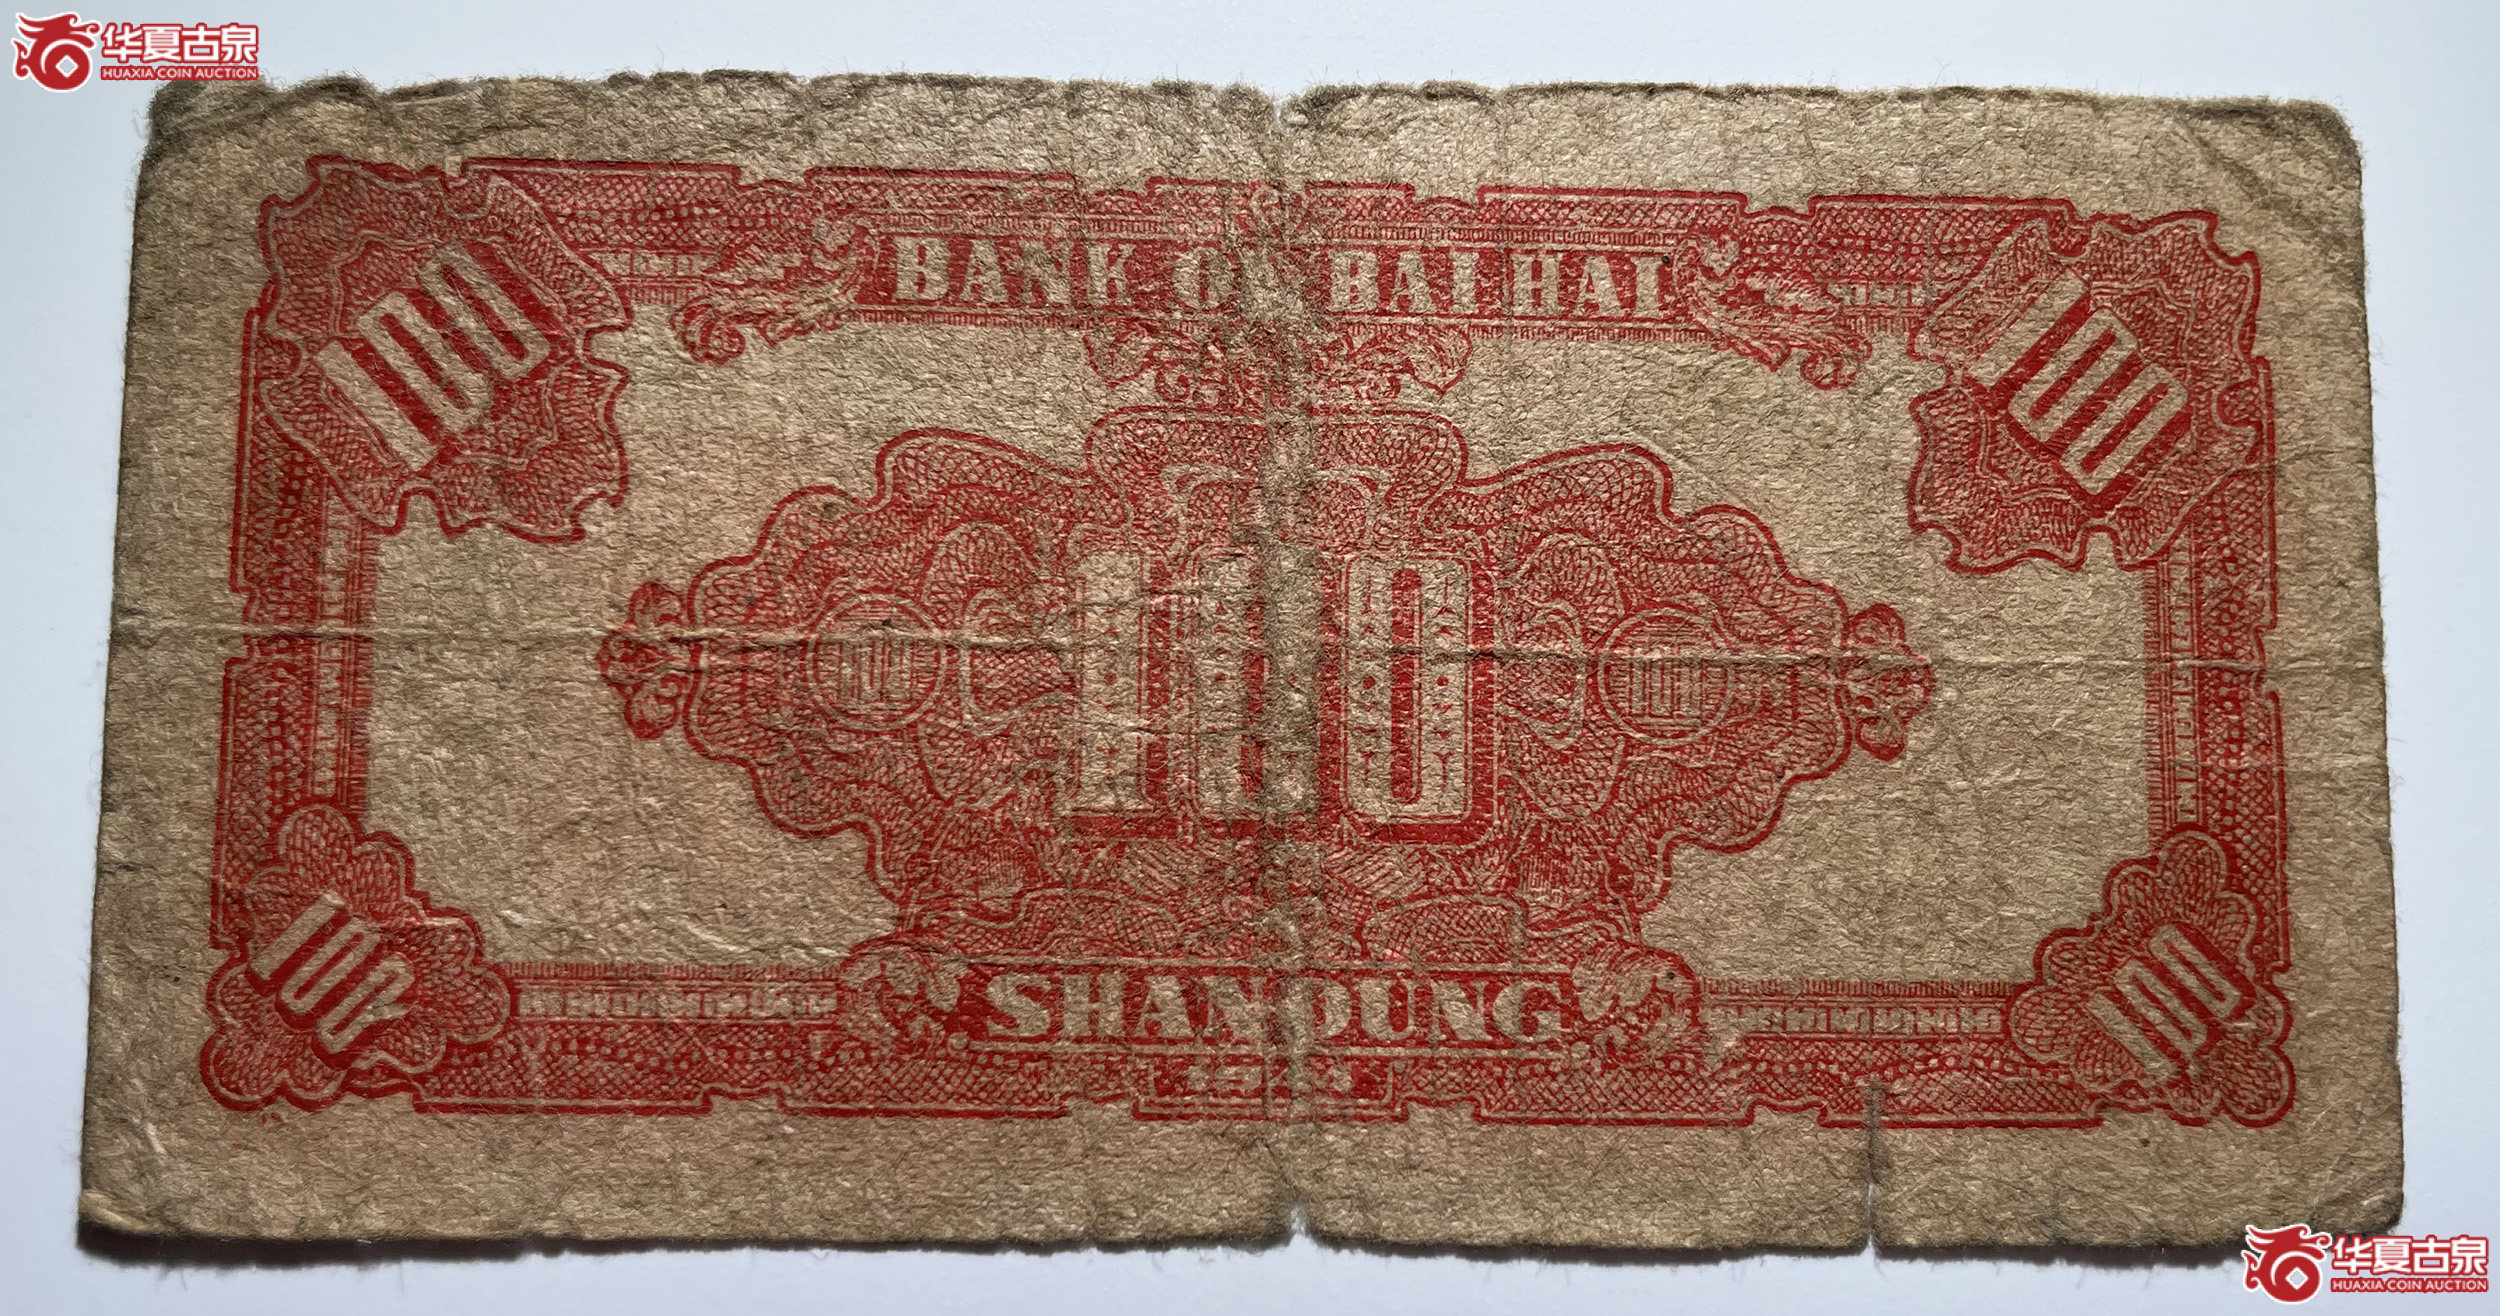 华夏古泉
HUAXIA COIN AUCTION
BANK OF BAI HAI
100 100
100
100 100
SHANDUNG
华夏古泉
HUAXIA COIN AUCTION